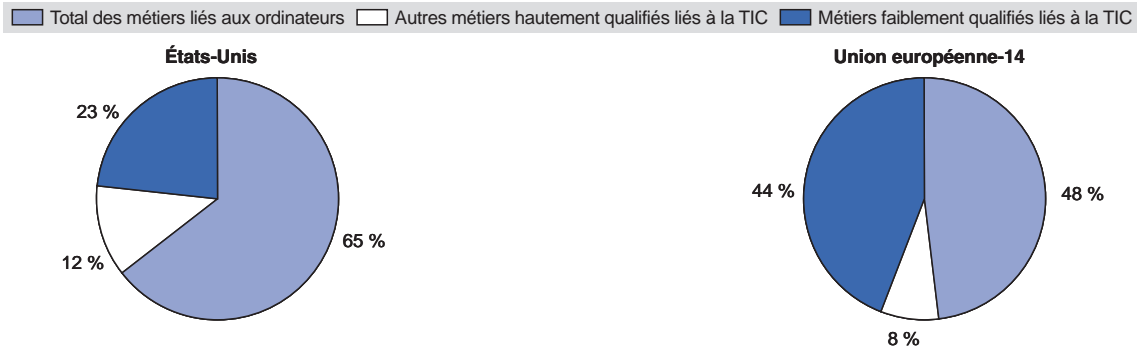 Total des métiers liés aux ordinateurs Autres métiers hautement qualifiés liés à la TIC Métiers faiblement qualifiés liés à la TIC
États-Unis
23 %
12 %
65 %
Union européenne-14
44 %
48 %
8 %